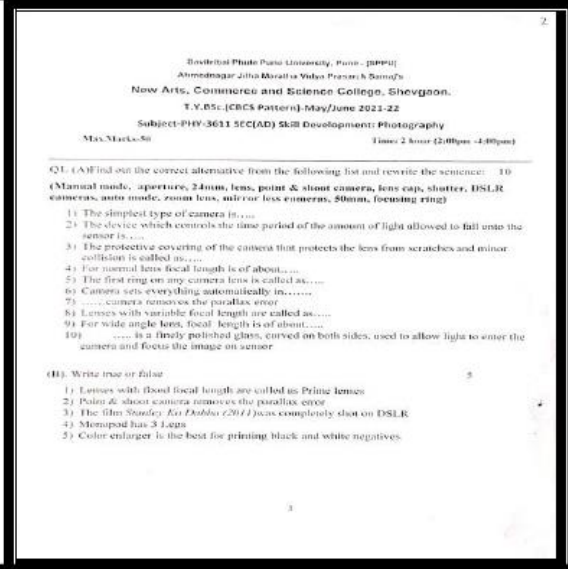 2
Savitribai Phule Pune University, Pune - [SPPU]
Ahmednagar Jilha Maratha Vidya Prasarak Samaj's
New Arts, Commerce and Science College, Shevgaon.
T.Y.BSc.[CBCS Pattern]-May/June 2021-22
Subject-PHY-3611 SEC(AD) Skill Development: Photography
Max.Marks-50 Time: 2 hour (2:00pm -4:00pm)
Q1. (A)Find out the correct alternative from the following list and rewrite the sentence: 10
(Manual mode, aperture, 24mm, lens, point & shoot camera, lens cap, shutter, DSLR
cameras, auto mode, zoom lens, mirror less cameras, 50mm, focusing ring)
1) The simplest type of camera is.....
2) The device which controls the time period of the amount of light allowed to fall onto the
sensor is.....
3) The protective covering of the camera that protects the lens from scratches and minor
collision is called as.....
4) For normal lens focal length is of about.....
5) The first ring on any camera lens is called as.....
6) Camera sets everything automatically in.......
7) ......camera removes the parallax error
8) Lenses with variable focal length are called as.....
9) For wide angle lens, focal length is of about.....
10) ..... is a finely polished glass, curved on both sides, used to allow light to enter the
camera and focus the image on sensor
(B). Write true or false 5
1) Lenses with fixed focal length are called as Prime lenses
2) Point & shoot camera removes the parallax error
3) The film Stanley Ka Dabba (2011)was completely shot on DSLR
4) Monopod has 3 Legs
5) Color enlarger is the best for printing black and white negatives.